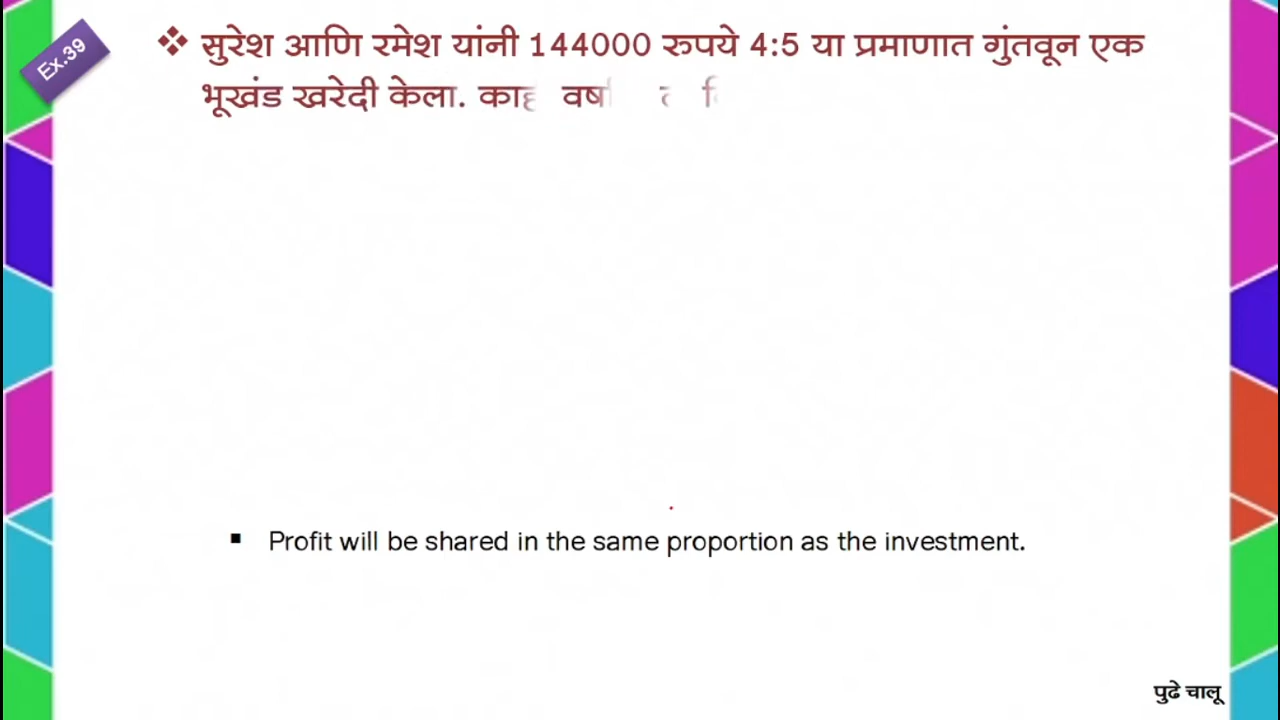 Ex.39
❖ सुरेश आणि रमेश यांनी 144000 रुपये 4:5 या प्रमाणात गुंतवून एक
भूखंड खरेदी केला.
▪ Profit will be shared in the same proportion as the investment.
पुढे चालू